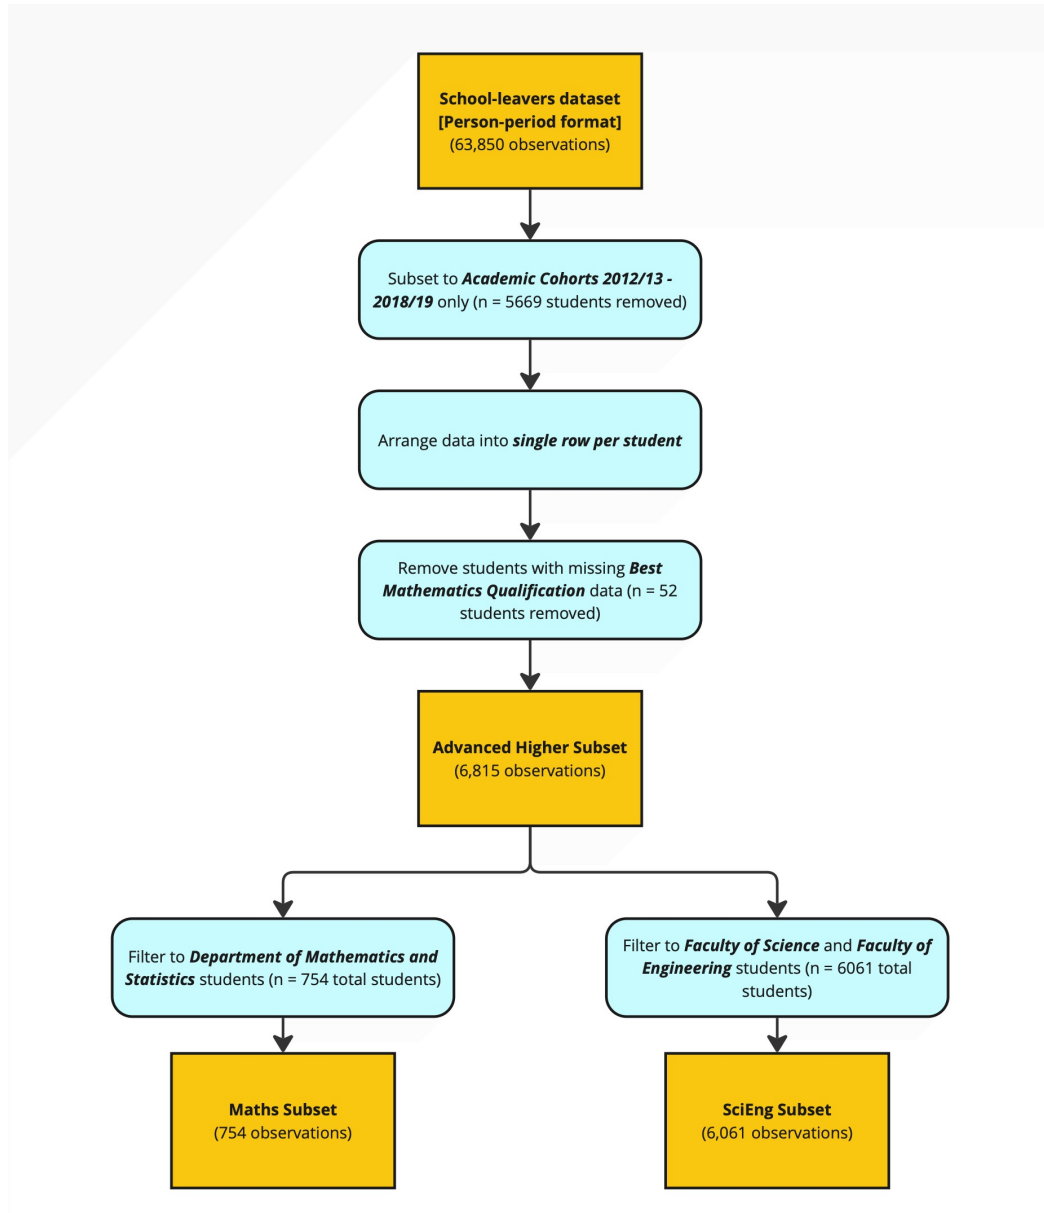 School-leavers dataset
[Person-period format]
(63,850 observations)
Subset to Academic Cohorts 2012/13 -
2018/19 only (n = 5669 students removed)
Arrange data into single row per student
Remove students with missing Best
Mathematics Qualification data (n = 52
students removed)
Advanced Higher Subset
(6,815 observations)
Filter to Department of Mathematics and
Statistics students (n = 754 total students)
Filter to Faculty of Science and Faculty of
Engineering students (n = 6061 total
students)
Maths Subset
(754 observations)
SciEng Subset
(6,061 observations)